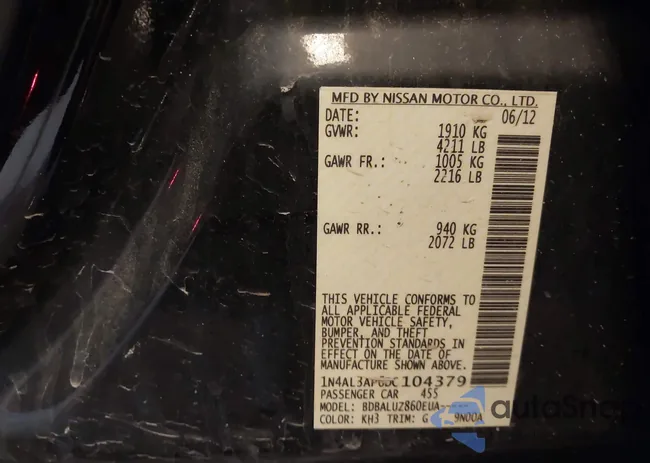 MFD BY NISSAN MOTOR CO., LTD.
DATE: 06/12
GVWR: 1910 KG
4211 LB
GAWR FR.: 1005 KG
2216 LB
GAWR RR.: 940 KG
2072 LB
THIS VEHICLE CONFORMS TO
ALL APPLICABLE FEDERAL
MOTOR VEHICLE SAFETY,
BUMPER, AND THEFT
PREVENTION STANDARDS IN
EFFECT ON THE DATE OF
MANUFACTURE SHOWN ABOVE.
PASSENGER CAR 455
MODEL:
COLOR: KH3 TRIM: G